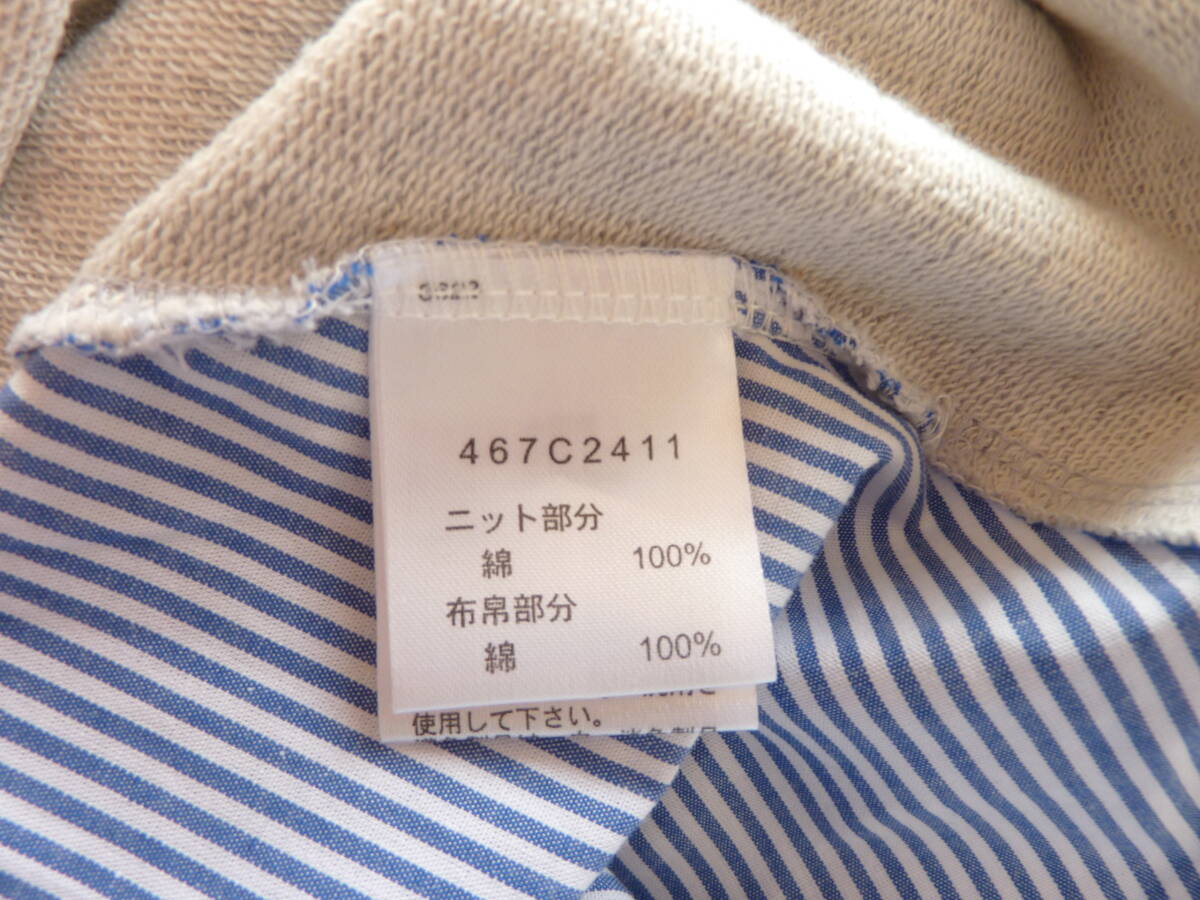 467C2411
ニット部分
綿 100%
布帛部分
綿 100%
使用して下さい。